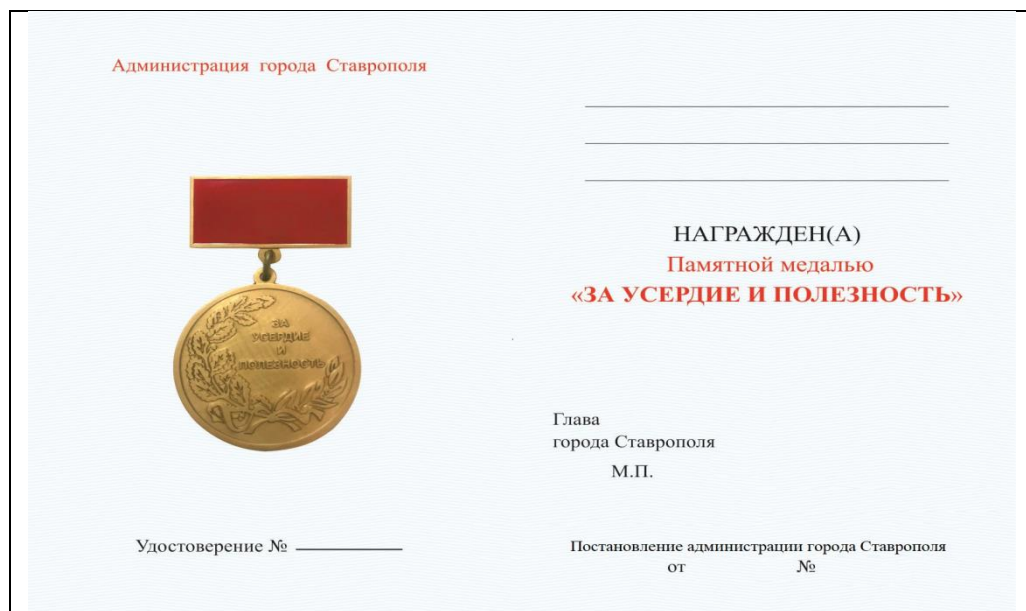 Администрация города Ставрополя
ЗА
УСЕРДИЕ
И
ПОЛЕЗНОСТЬ
Удостоверение №
НАГРАЖДЕН(А)
Памятной медалью
«ЗА УСЕРДИЕ И ПОЛЕЗНОСТЬ»
Глава
города Ставрополя
М.П.
Постановление администрации города Ставрополя
от №